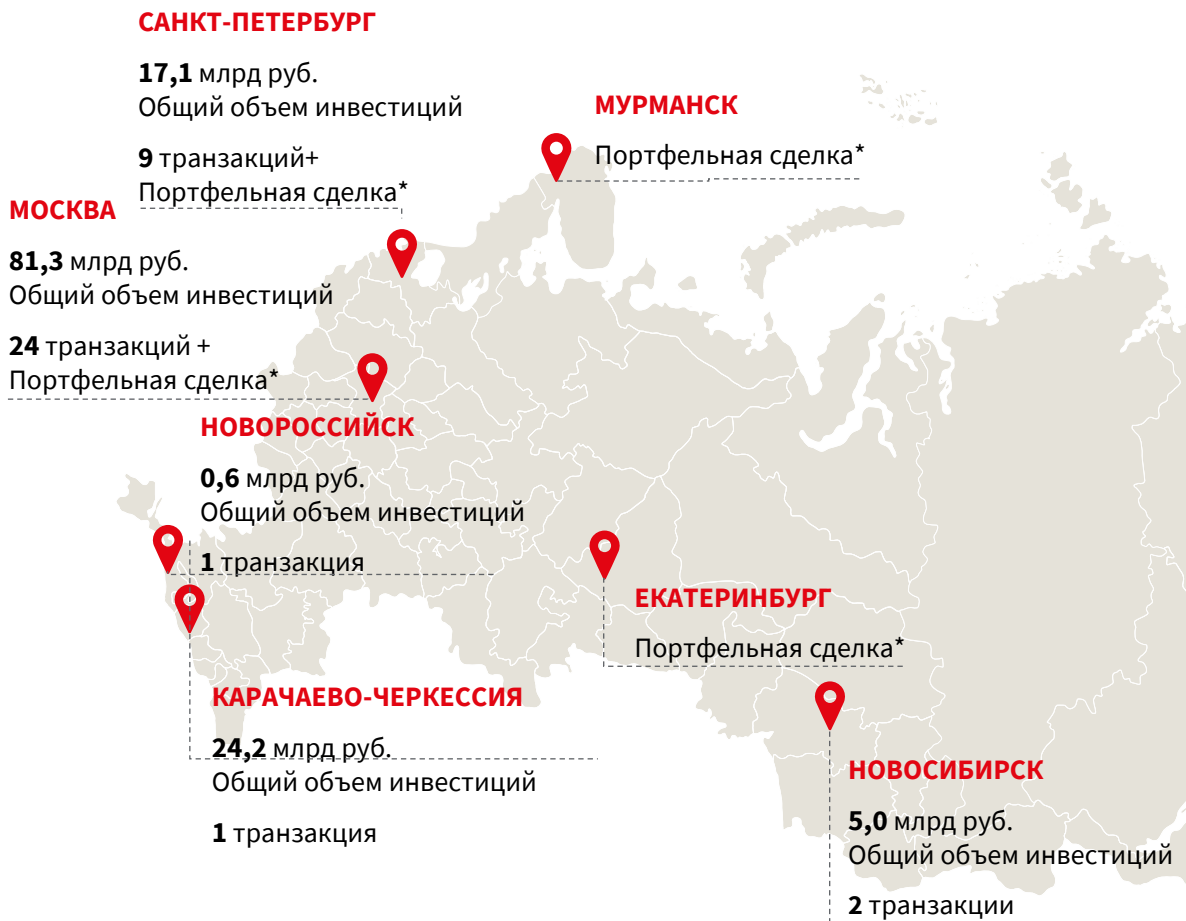 САНКТ-ПЕТЕРБУРГ
17,1 млрд руб.
Общий объем инвестиций
9 транзакций+
Портфельная сделка*
МУРМАНСК
Портфельная сделка*
МОСКВА
81,3 млрд руб.
Общий объем инвестиций
24 транзакций +
Портфельная сделка*
НОВОРОССИЙСК
0,6 млрд руб.
Общий объем инвестиций
1 транзакция
ЕКАТЕРИНБУРГ
Портфельная сделка*
КАРАЧАЕВО-ЧЕРКЕССИЯ
24,2 млрд руб.
Общий объем инвестиций
1 транзакция
НОВОСИБИРСК
5,0 млрд руб.
Общий объем инвестиций
2 транзакции